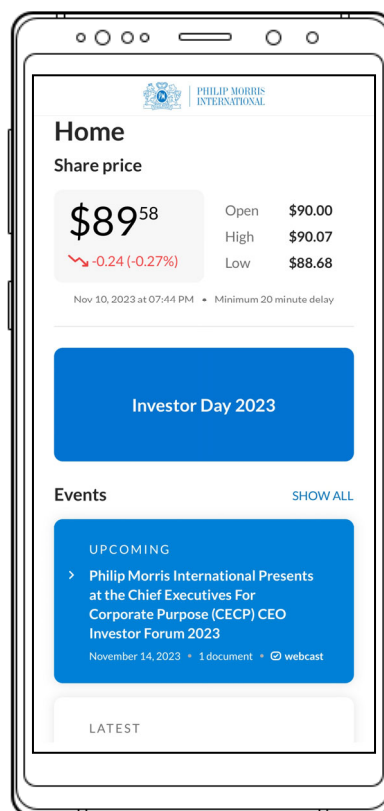 PHILIP MORRIS
INTERNATIONAL
Home
Share price
$8958
-0.24 (-0.27%)
Open $90.00
High $90.07
Low $88.68
Nov 10, 2023 at 07:44 PM • Minimum 20 minute delay
Investor Day 2023
Events SHOW ALL
UPCOMING
Philip Morris International Presents
at the Chief Executives For
Corporate Purpose (CECP) CEO
Investor Forum 2023
November 14, 2023 • 1 document • webcast
LATEST